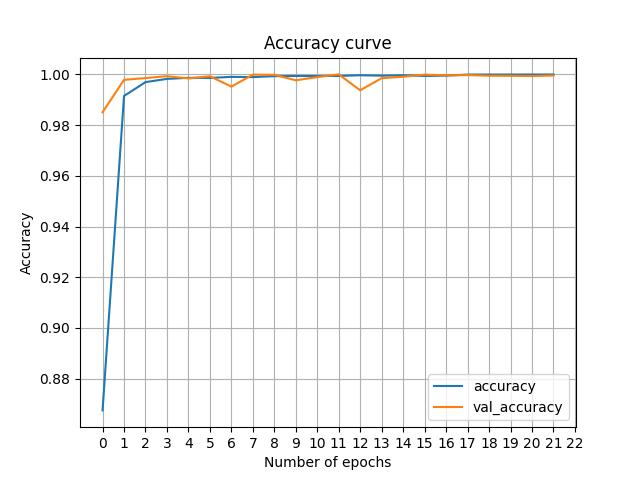 Accuracy curve
1.00
0.98
0.96
0.94
0.92
0.90
0.88
Accuracy
accuracy
val_accuracy
0 1 2 3 4 5 6 7 8 9 10 11 12 13 14 15 16 17 18 19 20 21 22
Number of epochs